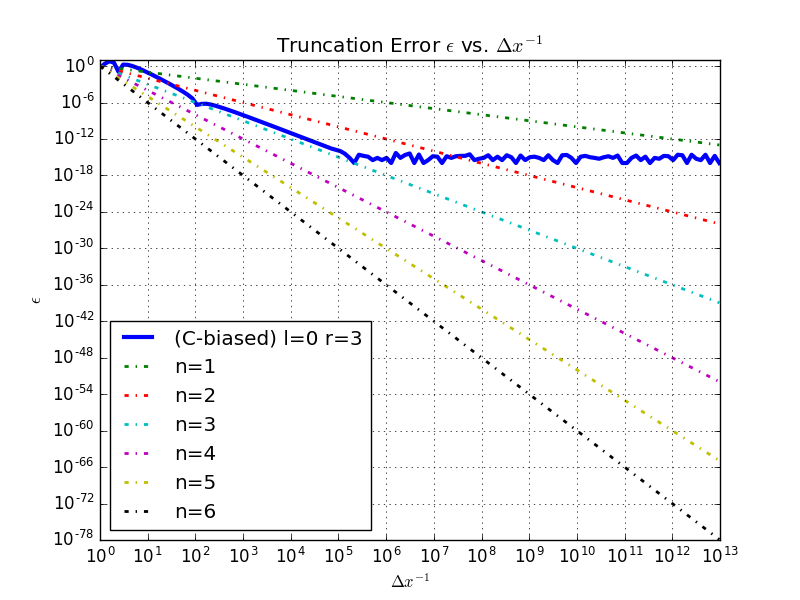 Truncation Error ϵ vs. Δx⁻¹
10⁰
10⁻⁶
10⁻¹²
10⁻¹⁸
10⁻²⁴
10⁻³⁰
10⁻³⁶
10⁻⁴²
10⁻⁴⁸
10⁻⁵⁴
10⁻⁶⁰
10⁻⁶⁶
10⁻⁷²
10⁻⁷⁸
ϵ
(C-biased) l=0 r=3
n=1
n=2
n=3
n=4
n=5
n=6
10⁰ 10¹ 10² 10³ 10⁴ 10⁵ 10⁶ 10⁷ 10⁸ 10⁹ 10¹⁰ 10¹¹ 10¹² 10¹³
Δx⁻¹